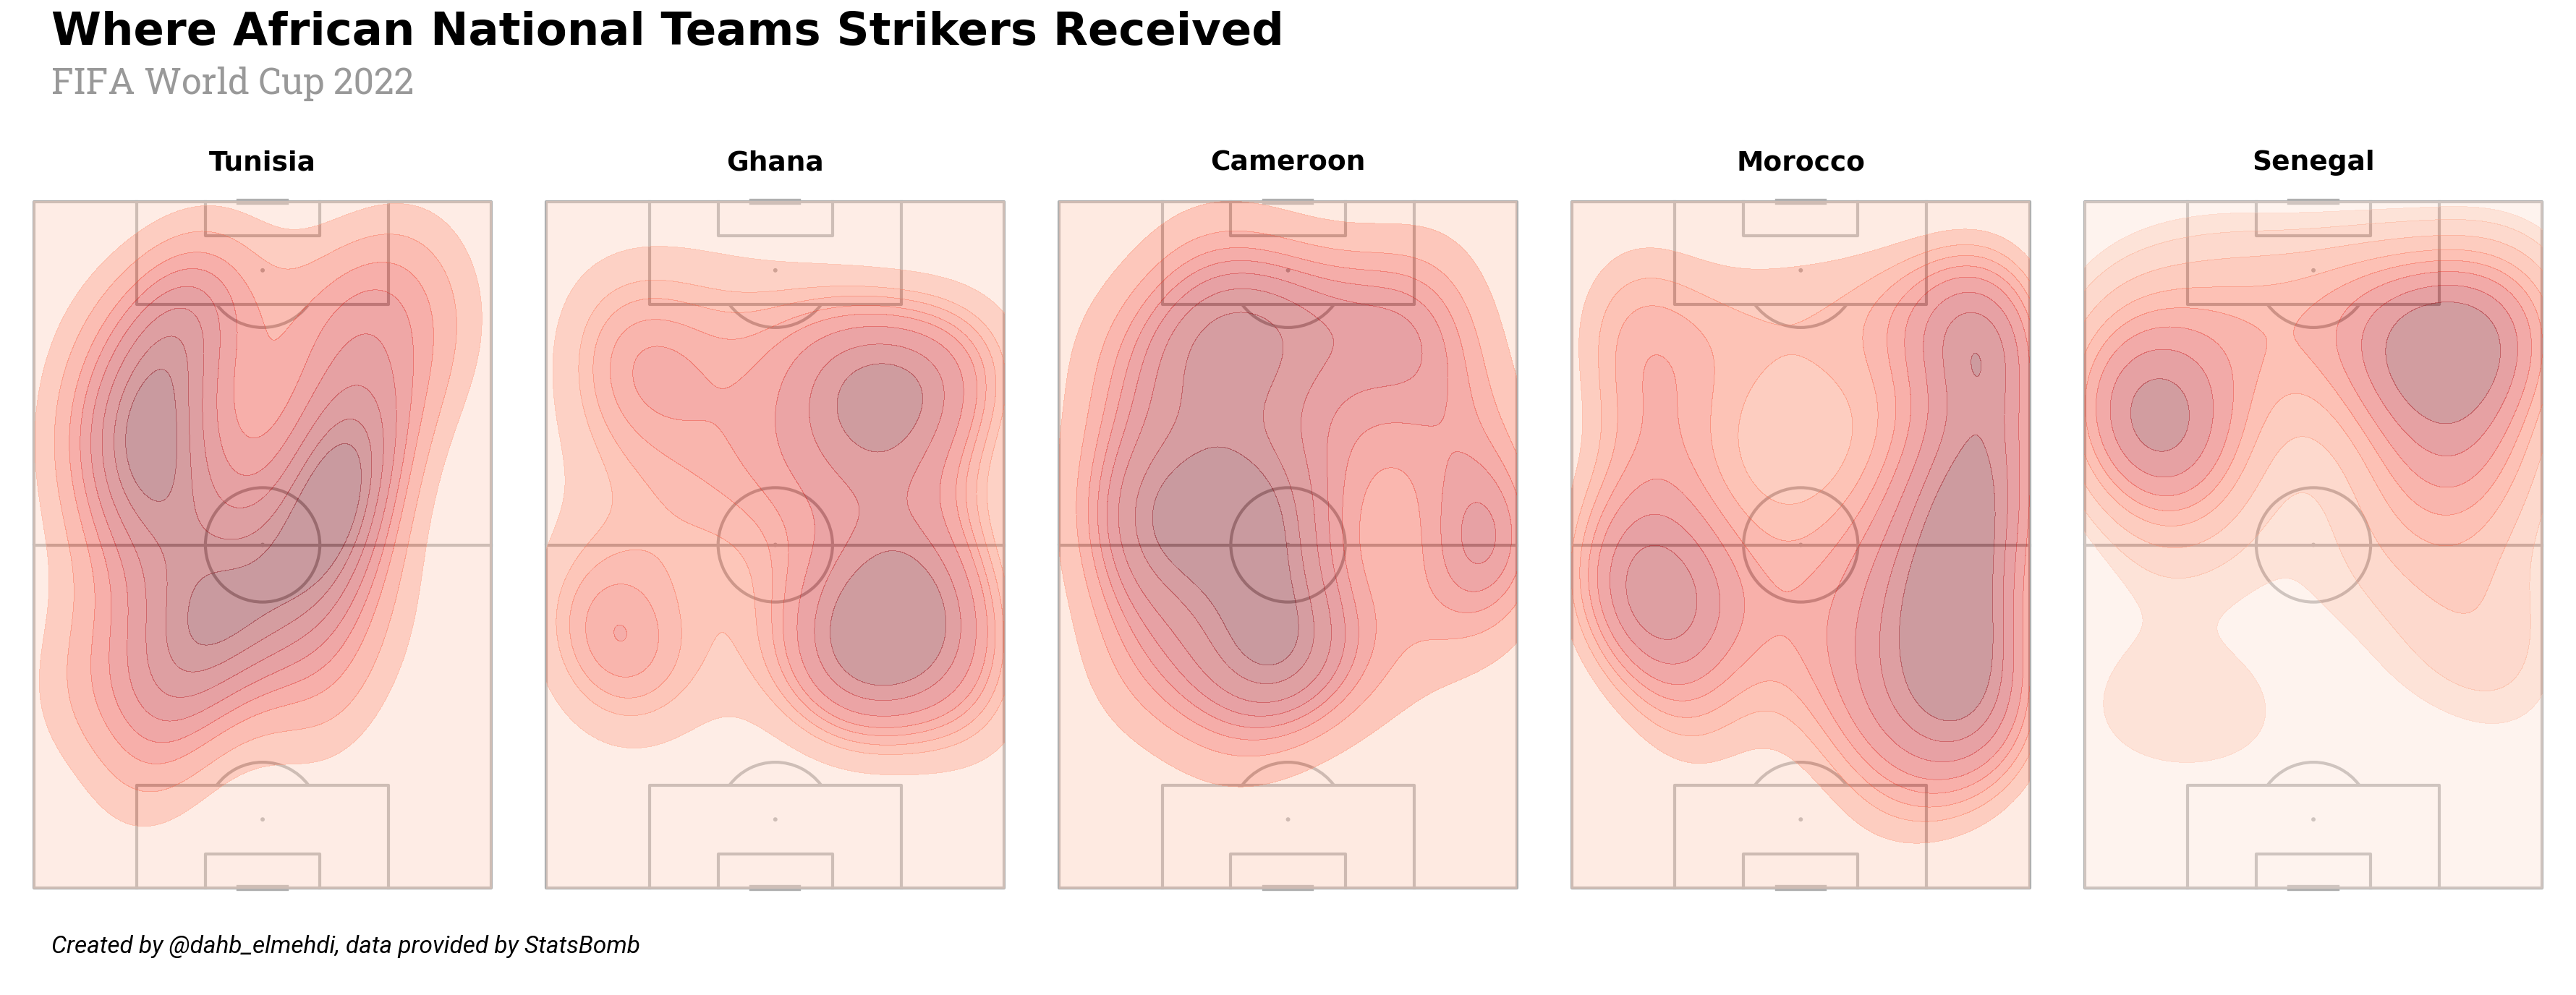 Where African National Teams Strikers Received
FIFA World Cup 2022
Tunisia
Ghana
Cameroon
Morocco
Senegal
Created by @dahb_elmehdi, data provided by StatsBomb